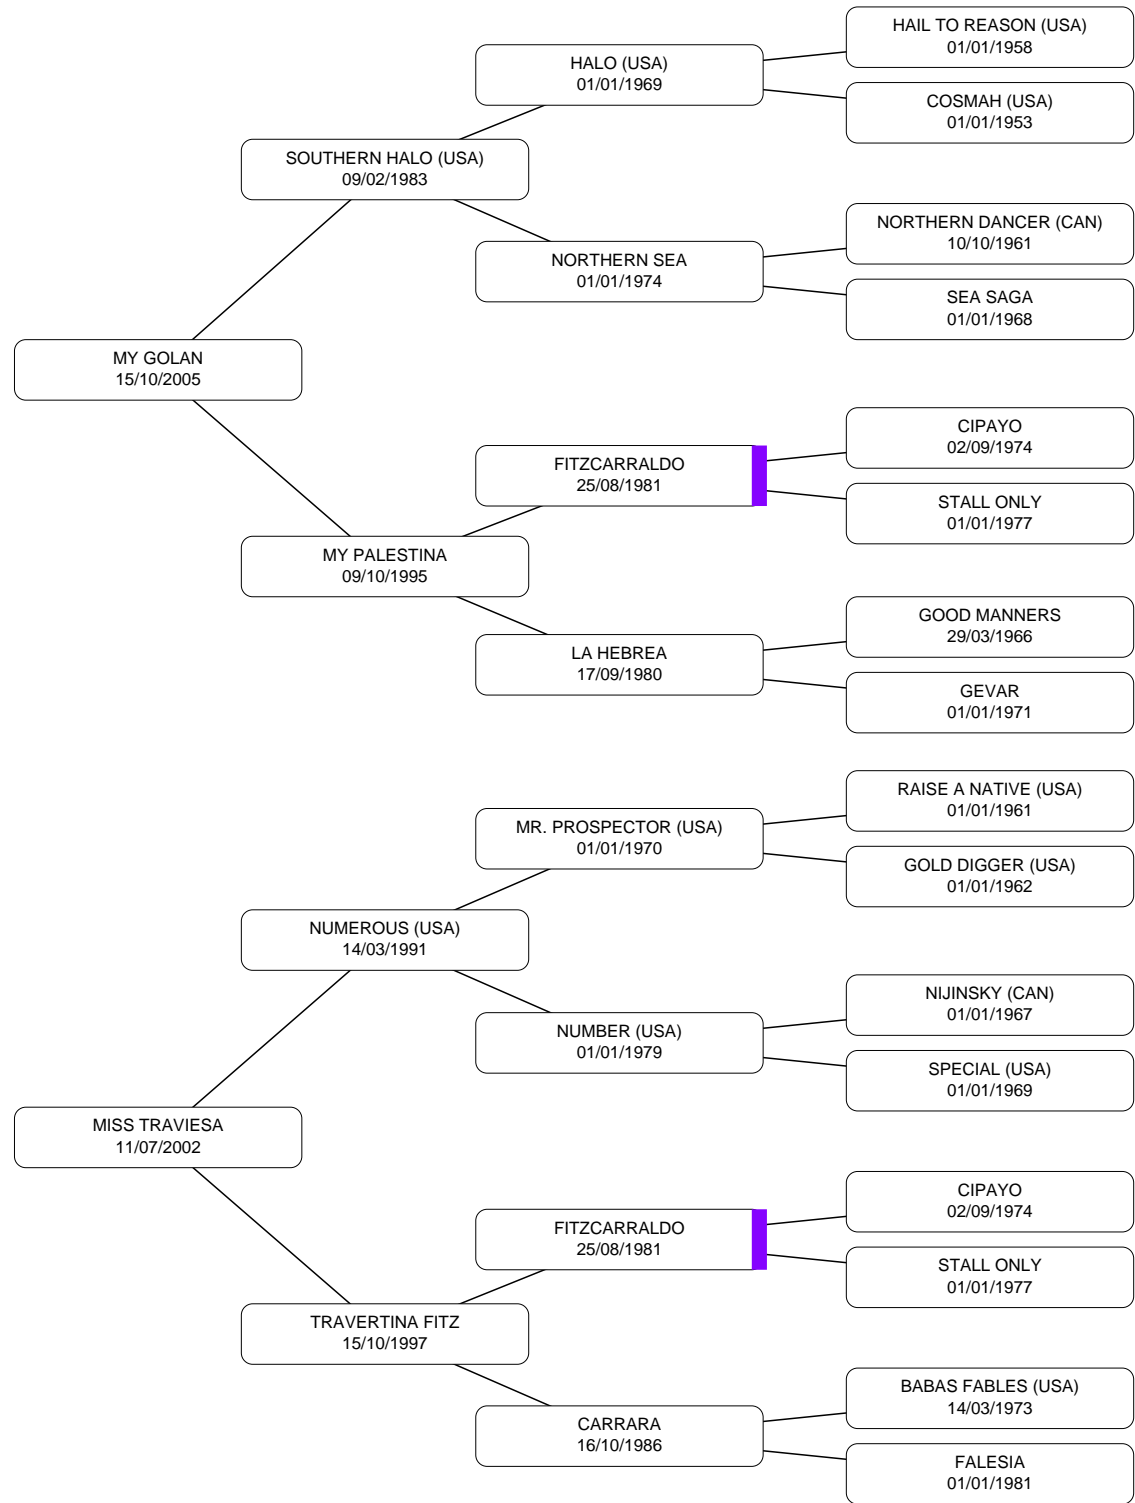 HAIL TO REASON (USA)
01/01/1958
HALO (USA)
01/01/1969
COSMAH (USA)
01/01/1953
SOUTHERN HALO (USA)
09/02/1983
NORTHERN DANCER (CAN)
10/10/1961
NORTHERN SEA
01/01/1974
SEA SAGA
01/01/1968
MY GOLAN
15/10/2005
CIPAYO
02/09/1974
FITZCARRALDO
25/08/1981
STALL ONLY
01/01/1977
MY PALESTINA
09/10/1995
GOOD MANNERS
29/03/1966
LA HEBREA
17/09/1980
GEVAR
01/01/1971
RAISE A NATIVE (USA)
01/01/1961
MR. PROSPECTOR (USA)
01/01/1970
GOLD DIGGER (USA)
01/01/1962
NUMEROUS (USA)
14/03/1991
NIJINSKY (CAN)
01/01/1967
NUMBER (USA)
01/01/1979
SPECIAL (USA)
01/01/1969
MISS TRAVIESA
11/07/2002
CIPAYO
02/09/1974
FITZCARRALDO
25/08/1981
STALL ONLY
01/01/1977
TRAVERTINA FITZ
15/10/1997
BABAS FABLES (USA)
14/03/1973
CARRARA
16/10/1986
FALESIA
01/01/1981